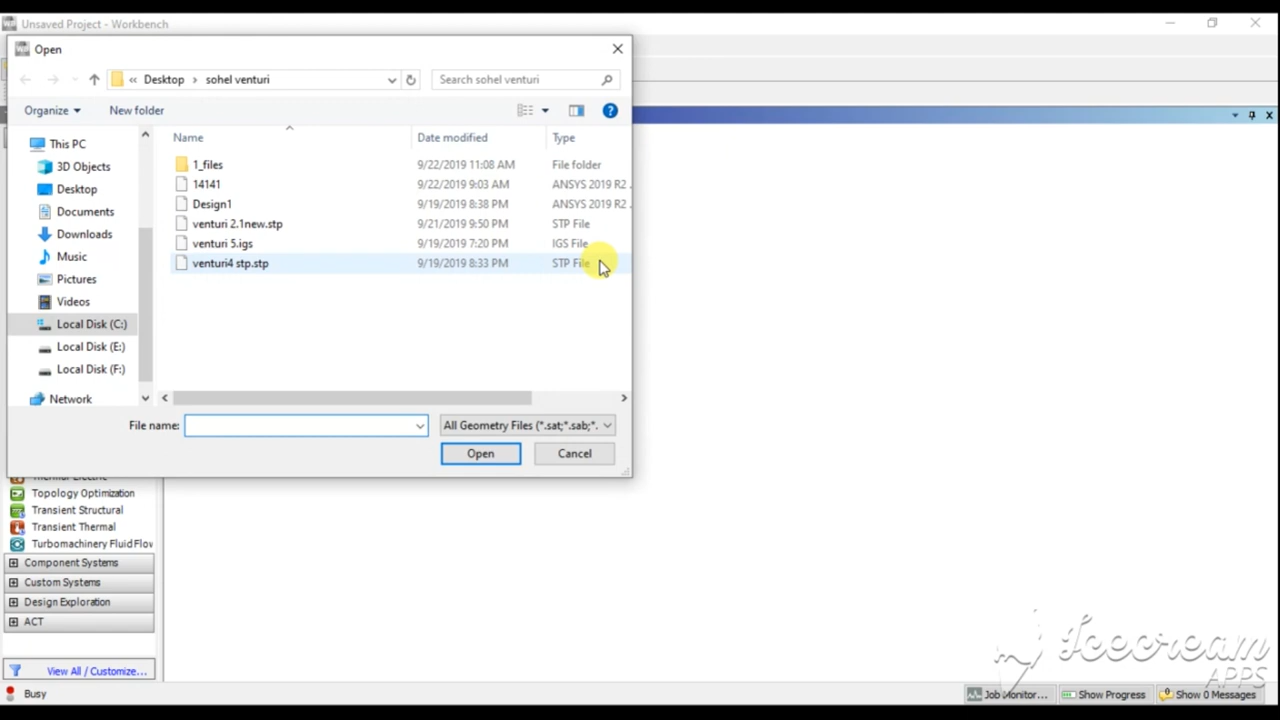 Unsaved Project - Workbench
Open
« Desktop › sohel venturi
Search sohel venturi
Organize
New folder
Name
Date modified
Type
This PC
3D Objects
Desktop
Documents
Downloads
Music
Pictures
Videos
Local Disk (C:)
Local Disk (E:)
Local Disk (F:)
Network
1_files 9/22/2019 11:08 AM File folder
14141 9/22/2019 9:03 AM ANSYS 2019 R2 .
Design1 9/19/2019 8:38 PM ANSYS 2019 R2 .
venturi 2.1new.stp 9/21/2019 9:50 PM STP File
venturi 5.igs 9/19/2019 7:20 PM IGS File
venturi4 stp.stp 9/19/2019 8:33 PM STP File
File name:
All Geometry Files (*.sat;*.sab;*.
Open
Cancel
Topology Optimization
Transient Structural
Transient Thermal
Turbomachinery FluidFlov
Component Systems
Custom Systems
Design Exploration
ACT
View All / Customize...
Busy
Job Monitor...
Show Progress
Show 0 Messages
Icecream
APPS